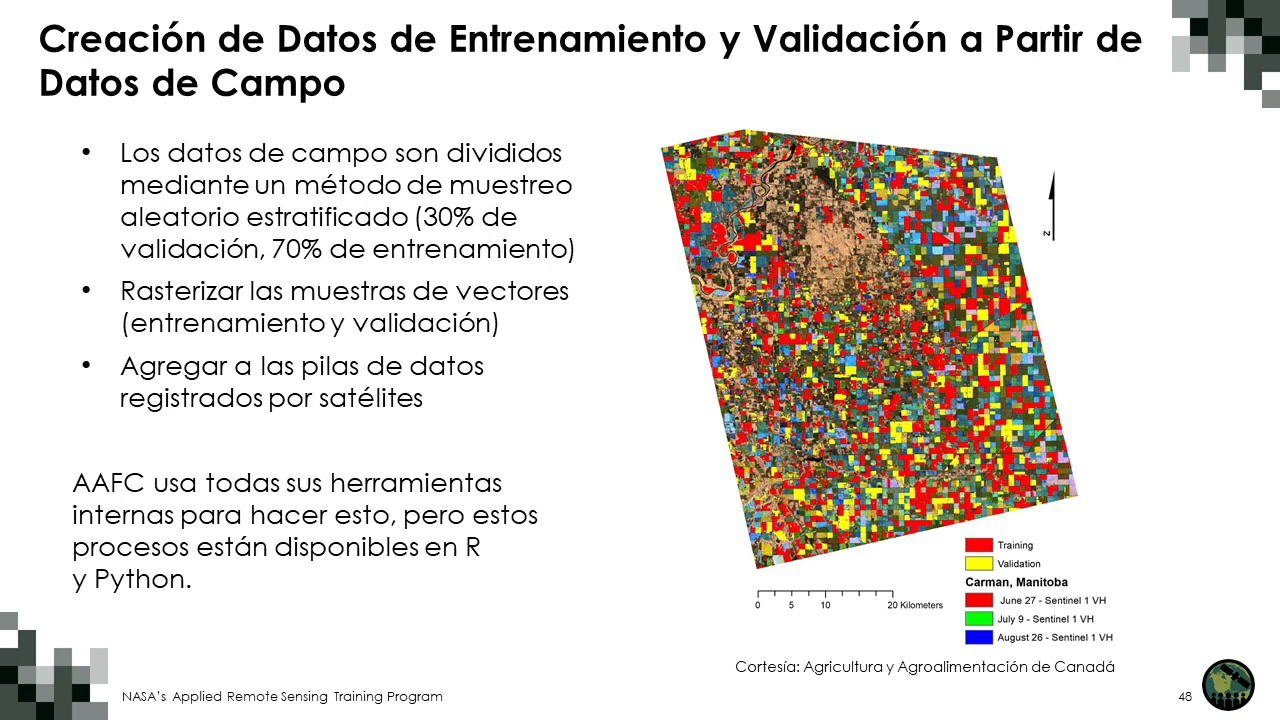 Creación de Datos de Entrenamiento y Validación a Partir de
Datos de Campo
• Los datos de campo son divididos
mediante un método de muestreo
aleatorio estratificado (30% de
validación, 70% de entrenamiento)
• Rasterizar las muestras de vectores
(entrenamiento y validación)
• Agregar a las pilas de datos
registrados por satélites
AAFC usa todas sus herramientas
internas para hacer esto, pero estos
procesos están disponibles en R
y Python.
N
Training
Validation
Carman, Manitoba
June 27 - Sentinel 1 VH
July 9 - Sentinel 1 VH
August 26 - Sentinel 1 VH
0 5 10 20 Kilometers
Cortesía: Agricultura y Agroalimentación de Canadá
NASA's Applied Remote Sensing Training Program
48